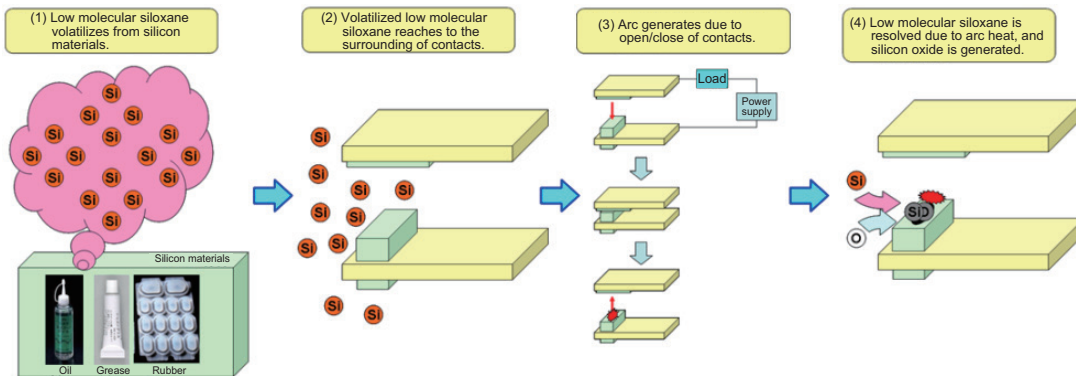 (1) Low molecular siloxane
volatilizes from silicon
materials.
Si
Si Si
Si Si Si
Si Si Si Si
Si Si Si
Si Si
Si
Silicon materials
Oil Grease Rubber
(2) Volatilized low molecular
siloxane reaches to the
surrounding of contacts.
Si
Si
Si Si
Si Si
Si Si
Si
Si
(3) Arc generates due to
open/close of contacts.
Load
Power
supply
(4) Low molecular siloxane is
resolved due to arc heat, and
silicon oxide is generated.
Si
SiO
O